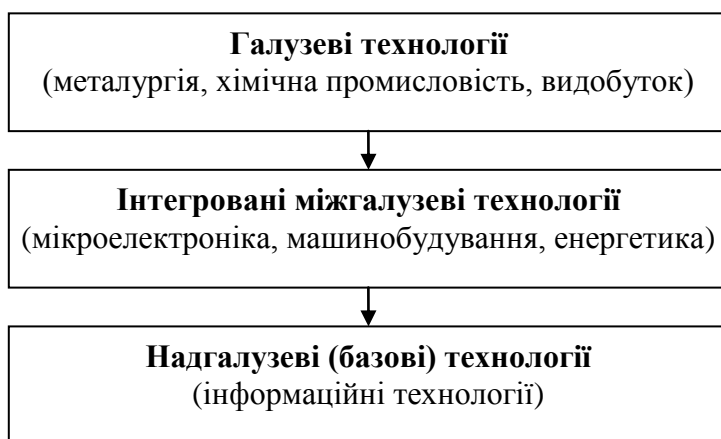 Галузеві технології
(металургія, хімічна промисловість, видобуток)
Інтегровані міжгалузеві технології
(мікроелектроніка, машинобудування, енергетика)
Надгалузеві (базові) технології
(інформаційні технології)